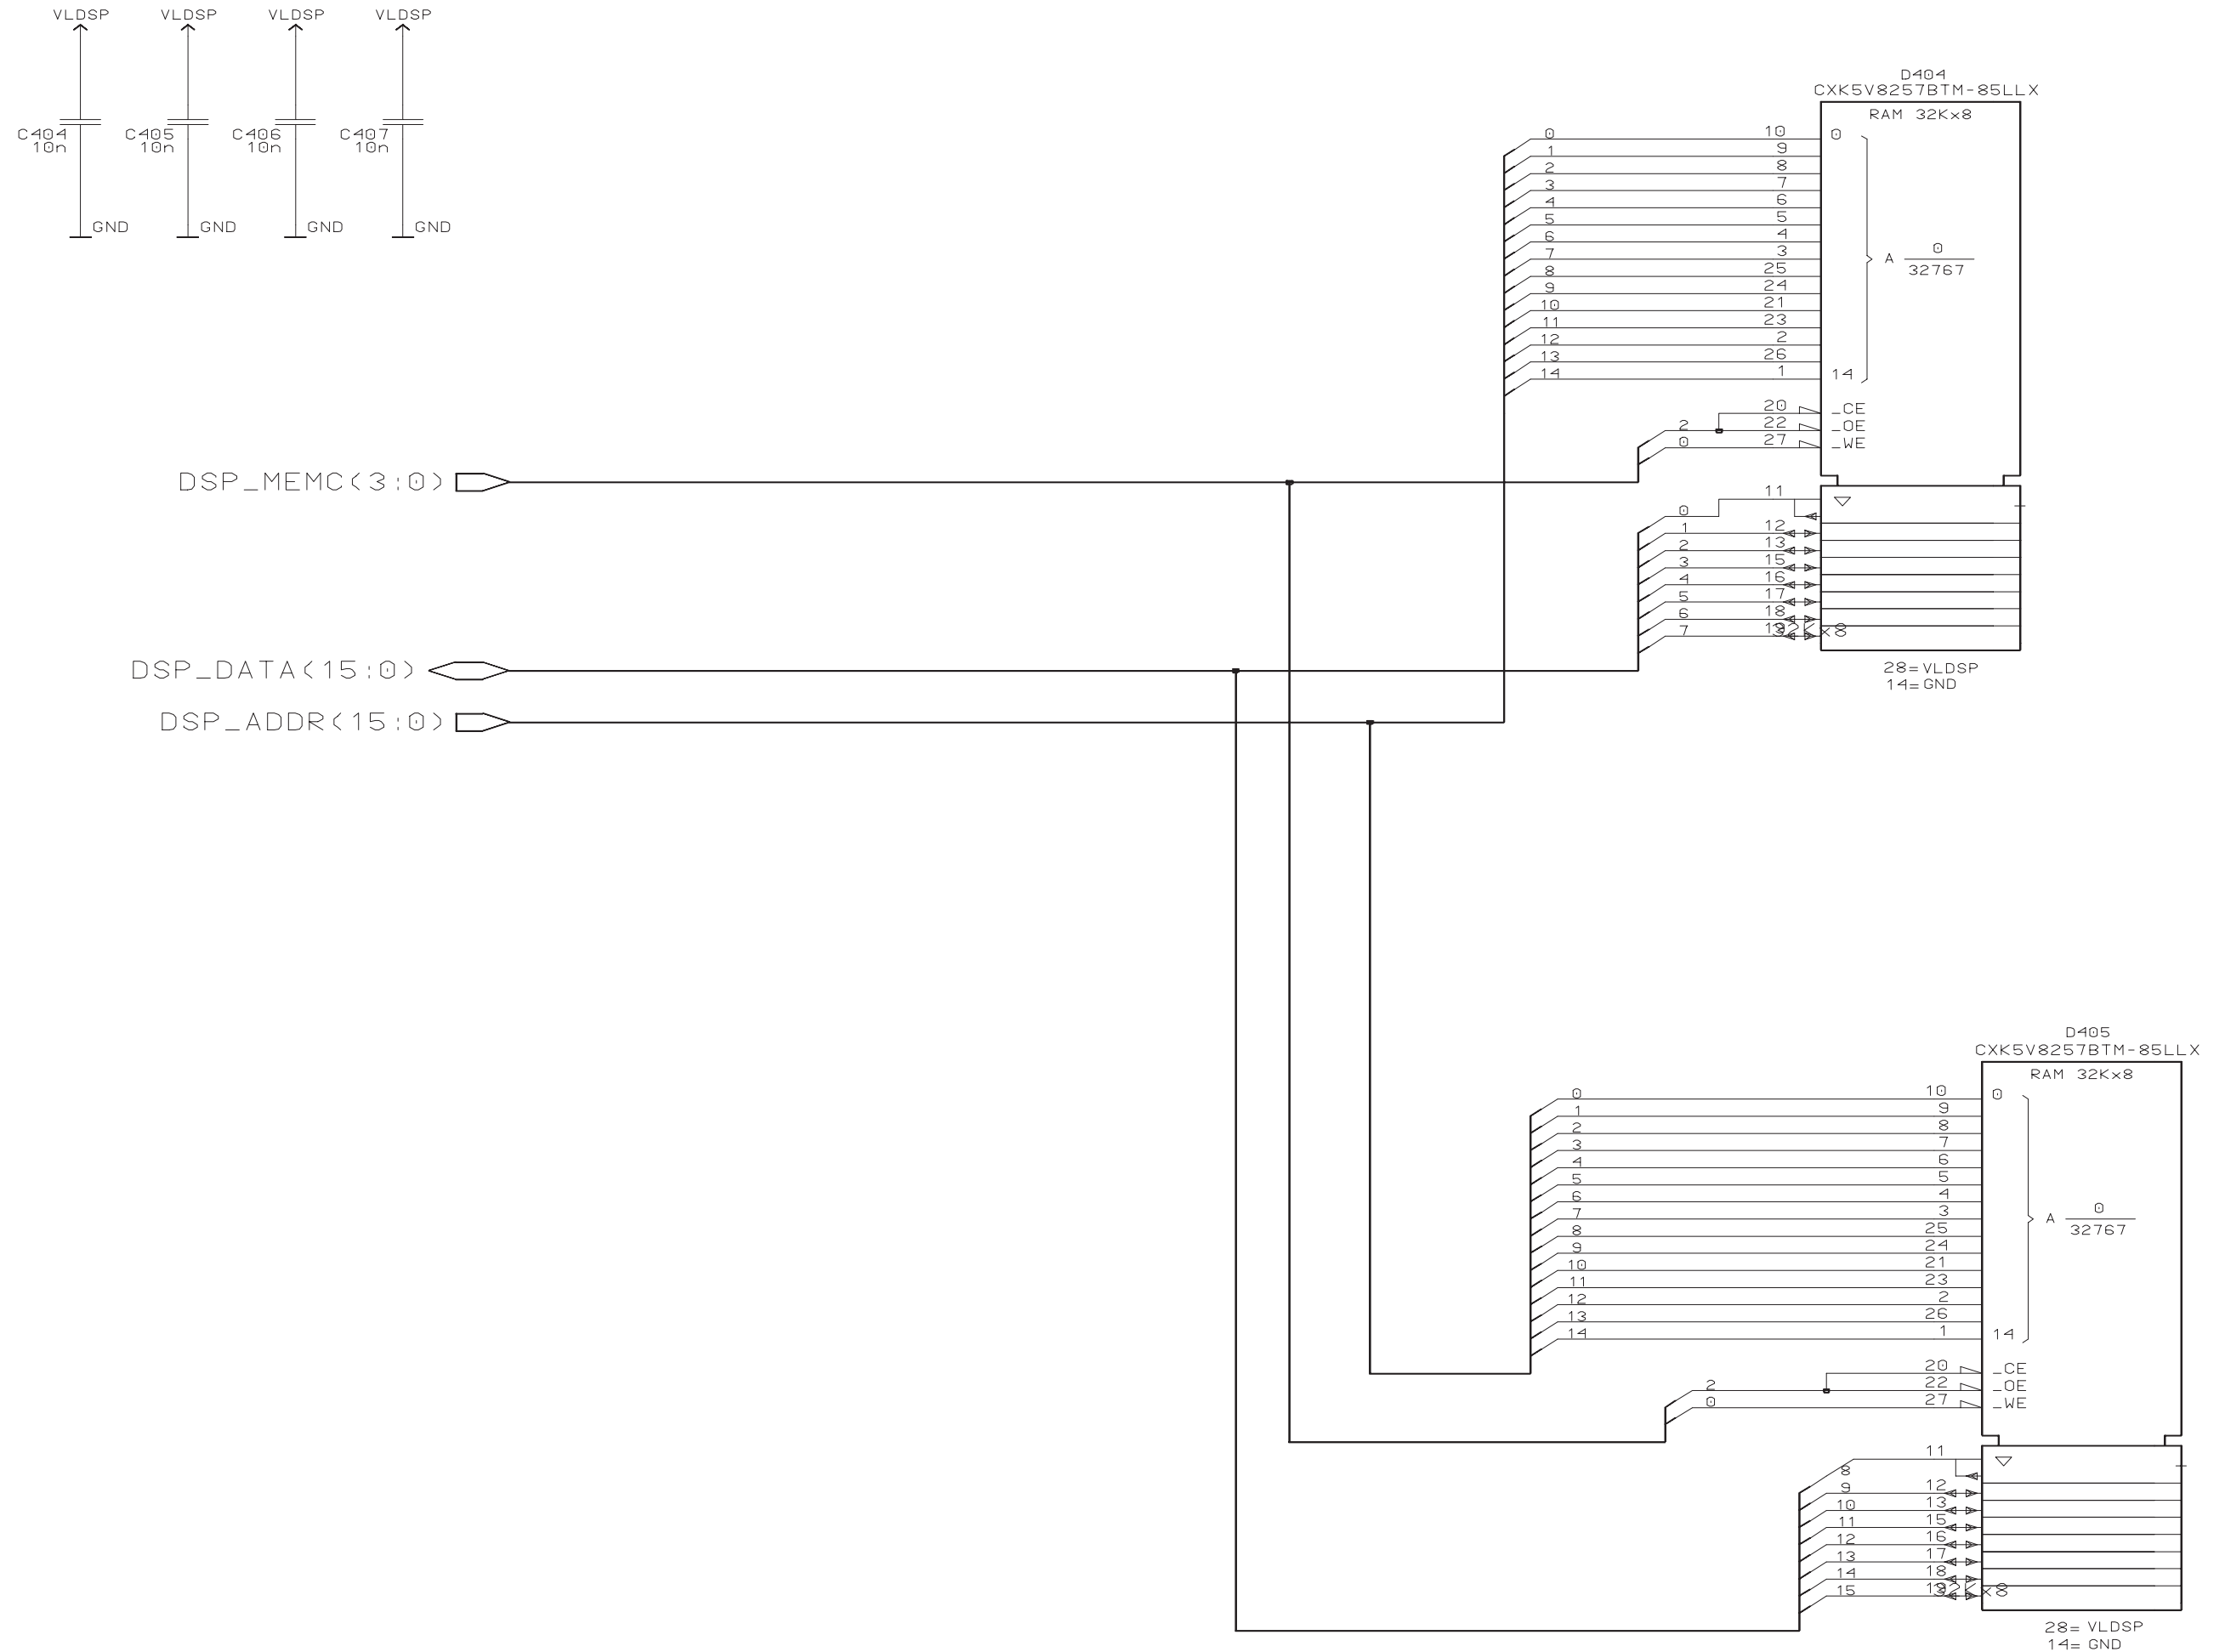 VLDSP VLDSP VLDSP VLDSP
C404 C405 C406 C407
10n 10n 10n 10n
GND GND GND GND
D404
CXK5V8257BTM-85LLX
RAM 32Kx8
0 10 0
1 9
2 8
3 7
4 6
5 5
6 4
7 3
A 0
32767
8 25
9 24
10 21
11 23
12 2
13 26
14 1 14
20 _CE
2 22 _OE
0 27 _WE
DSP_MEMC(3:0)
11
0
1 12
2 13
3 15
4 16
5 17
6 18
7 19 32Kx8
28=VLDSP
14=GND
DSP_DATA(15:0)
DSP_ADDR(15:0)
D405
CXK5V8257BTM-85LLX
RAM 32Kx8
0 10 0
1 9
2 8
3 7
4 6
5 5
6 4
7 3
A 0
32767
8 25
9 24
10 21
11 23
12 2
13 26
14 1 14
20 _CE
2 22 _OE
0 27 _WE
11
8
9 12
10 13
11 15
12 16
13 17
14 18
15 19 32Kx8
28= VLDSP
14= GND